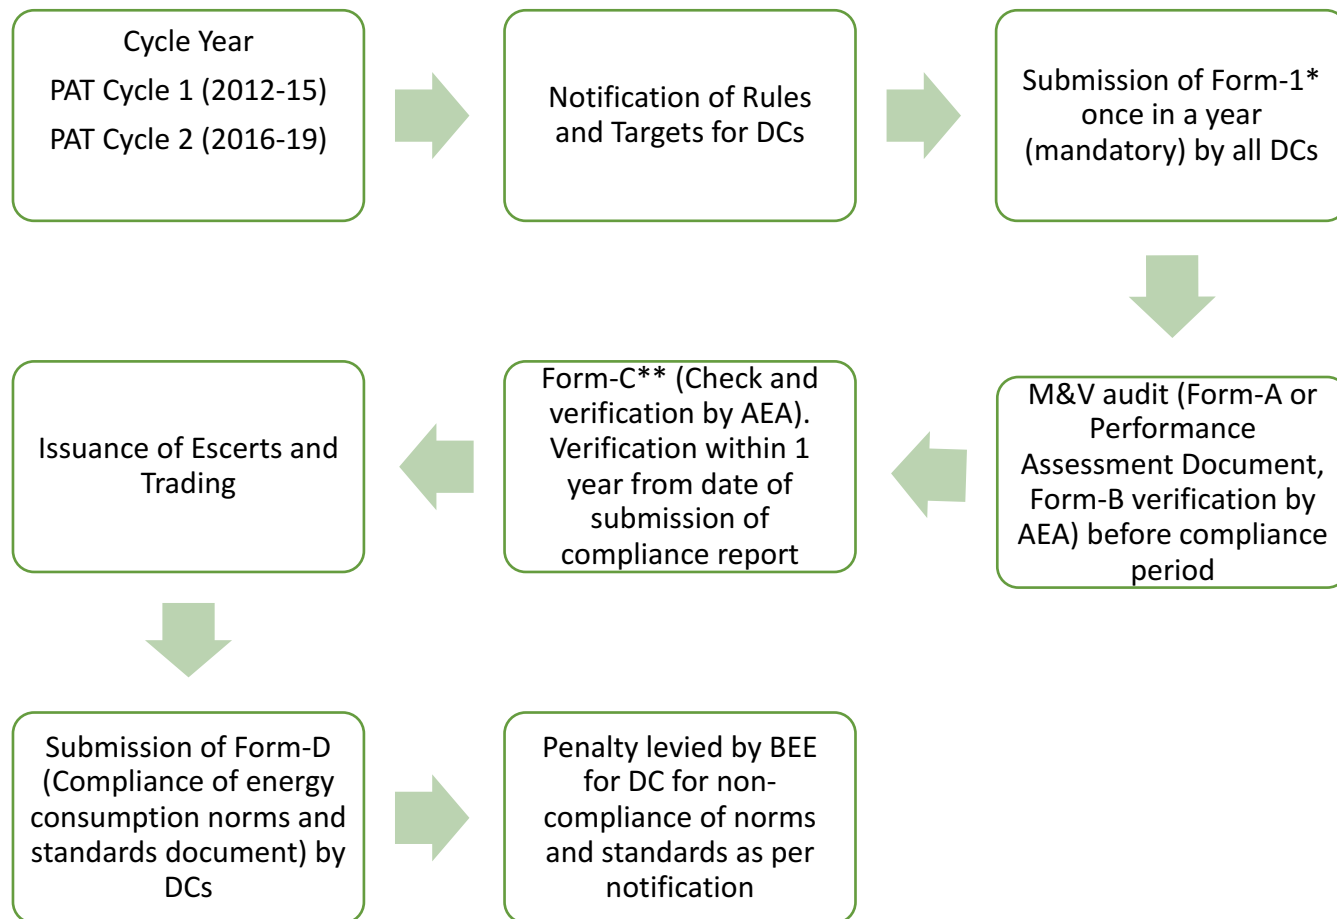 Cycle Year
PAT Cycle 1 (2012-15)
PAT Cycle 2 (2016-19)
Notification of Rules
and Targets for DCs
Submission of Form-1*
once in a year
(mandatory) by all DCs
M&V audit (Form-A or
Performance
Assessment Document,
Form-B verification by
AEA) before compliance
period
Form-C** (Check and
verification by AEA).
Verification within 1
year from date of
submission of
compliance report
Issuance of Escerts and
Trading
Submission of Form-D
(Compliance of energy
consumption norms and
standards document) by
DCs
Penalty levied by BEE
for DC for non-
compliance of norms
and standards as per
notification